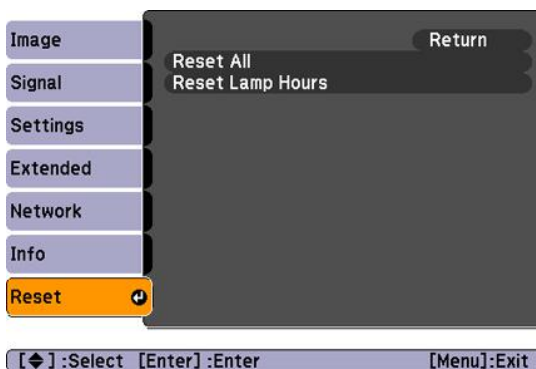 Image
Signal
Settings
Extended
Network
Info
Reset
Return
Reset All
Reset Lamp Hours
[◆] :Select [Enter] :Enter [Menu]:Exit